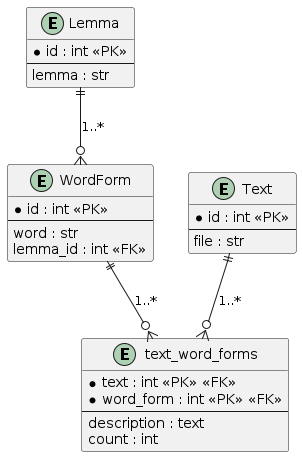 E Lemma
* id : int «PK»
lemma : str
1..*
E WordForm
* id : int «PK»
word : str
lemma_id : int «FK»
E Text
* id : int «PK»
file : str
1..*
1..*
E text_word_forms
* text : int «PK» «FK»
* word_form : int «PK» «FK»
description : text
count : int